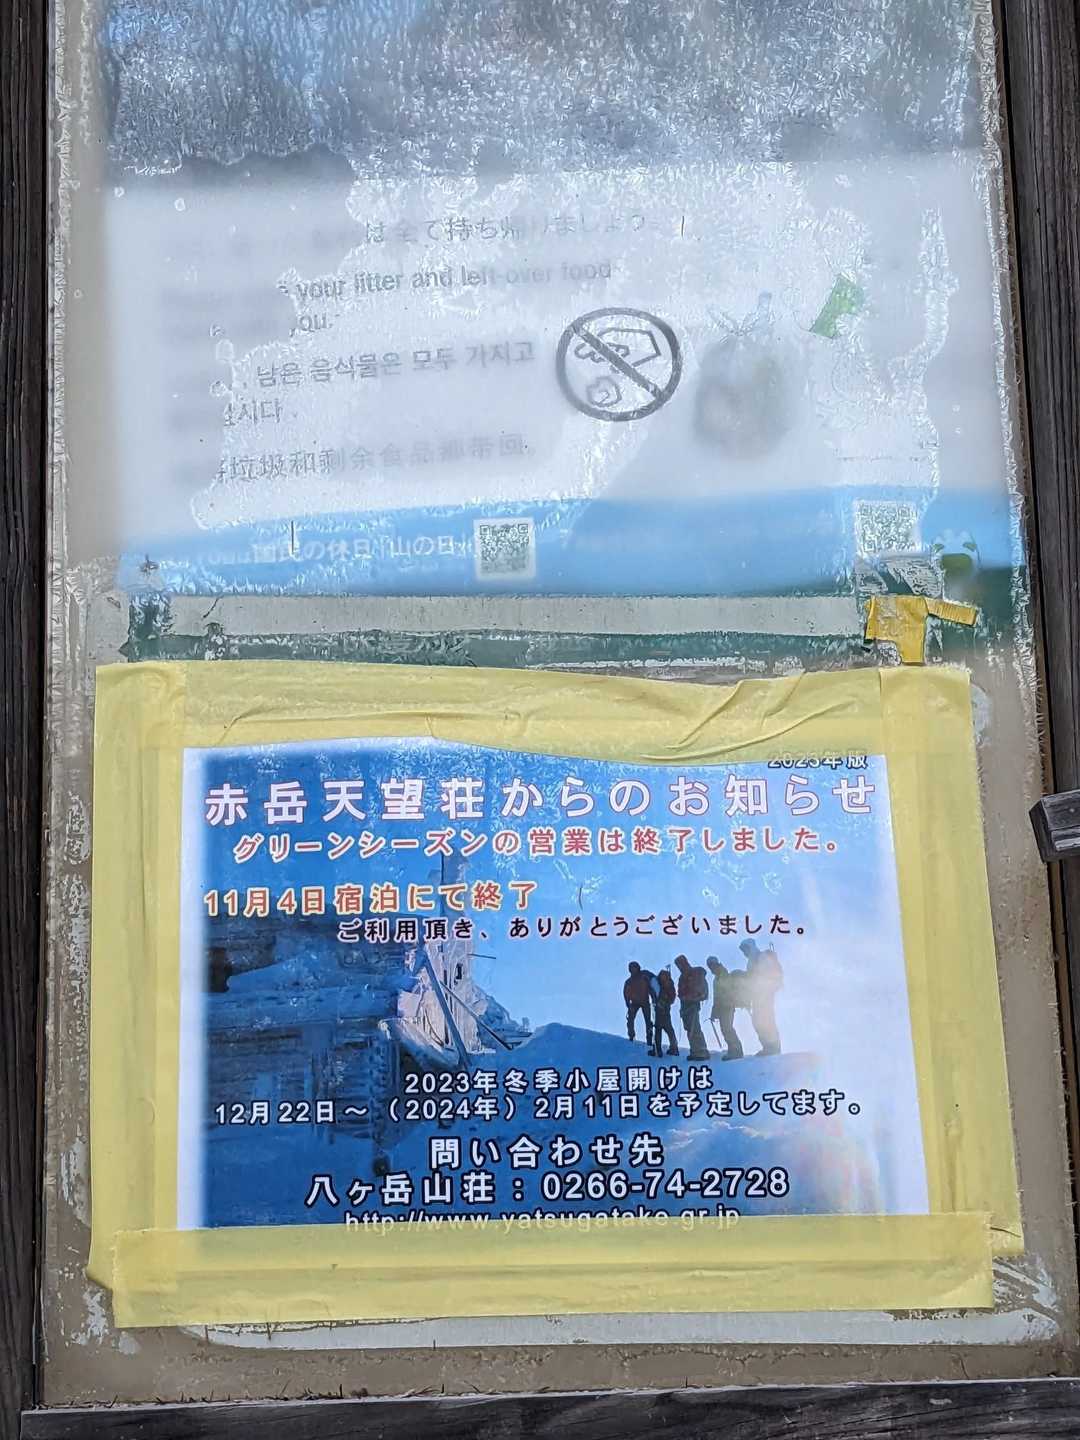 は全て持ち帰りましょう。
your litter and left-over food
you.
남은 음식물은 모두 가지고
시다.
垃圾和剩余食品都带回。
国民の休日「山の日」
2023年版
赤岳天望荘からのお知らせ
グリーンシーズンの営業は終了しました。
11月4日宿泊にて終了
ご利用頂き、ありがとうございました。
2023年冬季小屋開けは
12月22日～（2024年）2月11日を予定してます。
問い合わせ先
八ヶ岳山荘：0266-74-2728
http://www.yatsugatake.gr.jp